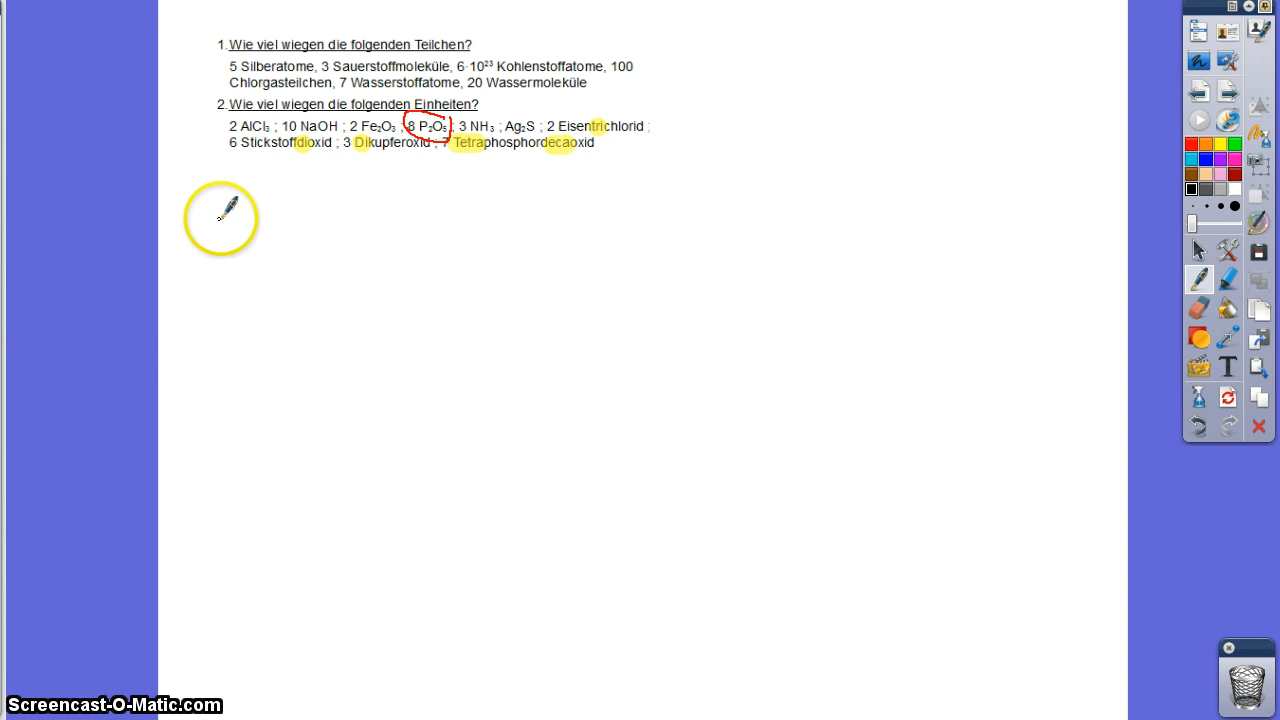 1.Wie viel wiegen die folgenden Teilchen?
5 Silberatome, 3 Sauerstoffmoleküle, 6·10²³ Kohlenstoffatome, 100
Chlorgasteilchen, 7 Wasserstoffatome, 20 Wassermoleküle
2.Wie viel wiegen die folgenden Einheiten?
2 AlCl₃ ; 10 NaOH ; 2 Fe₂O₃ ; 8 P₂O₅ ; 3 NH₃ ; Ag₂S ; 2 Eisentrichlorid ;
6 Stickstoffdioxid ; 3 Dikupferoxid ; 7 Tetraphosphordecaoxid
T
Screencast-O-Matic.com